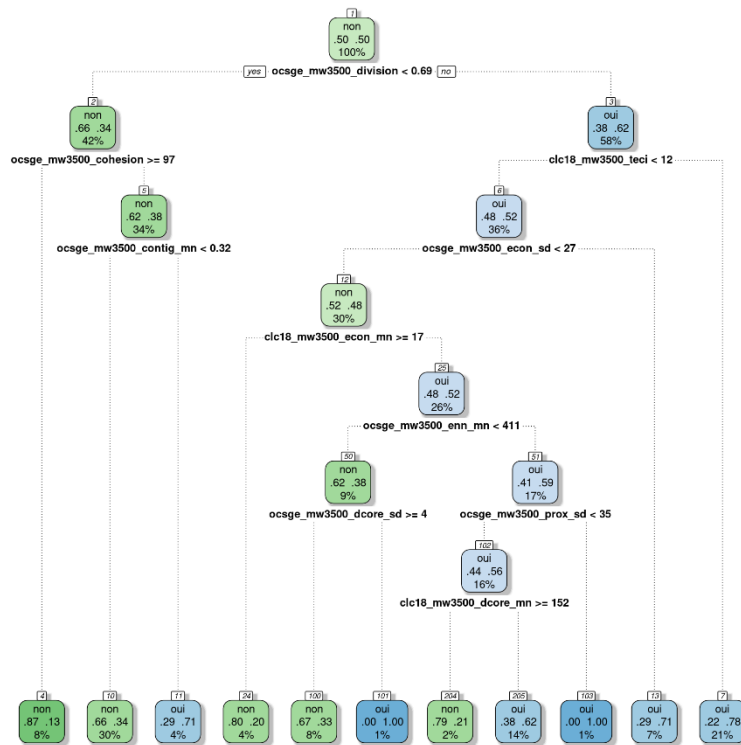 1
non
.50 .50
100%
yes ocsge_mw3500_division < 0.69 no
2
non
.66 .34
42%
3
oui
.38 .62
58%
ocsge_mw3500_cohesion >= 97
clc18_mw3500_teci < 12
5
non
.62 .38
34%
6
oui
.48 .52
36%
ocsge_mw3500_contig_mn < 0.32
ocsge_mw3500_econ_sd < 27
12
non
.52 .48
30%
clc18_mw3500_econ_mn >= 17
25
oui
.48 .52
26%
ocsge_mw3500_enn_mn < 411
50
non
.62 .38
9%
51
oui
.41 .59
17%
ocsge_mw3500_dcore_sd >= 4
ocsge_mw3500_prox_sd < 35
102
oui
.44 .56
16%
clc18_mw3500_dcore_mn >= 152
4
non
.87 .13
8%
10
non
.66 .34
30%
11
oui
.29 .71
4%
24
non
.80 .20
4%
100
non
.67 .33
8%
101
oui
.00 1.00
1%
204
non
.79 .21
2%
205
oui
.38 .62
14%
103
oui
.00 1.00
1%
13
oui
.29 .71
7%
7
oui
.22 .78
21%